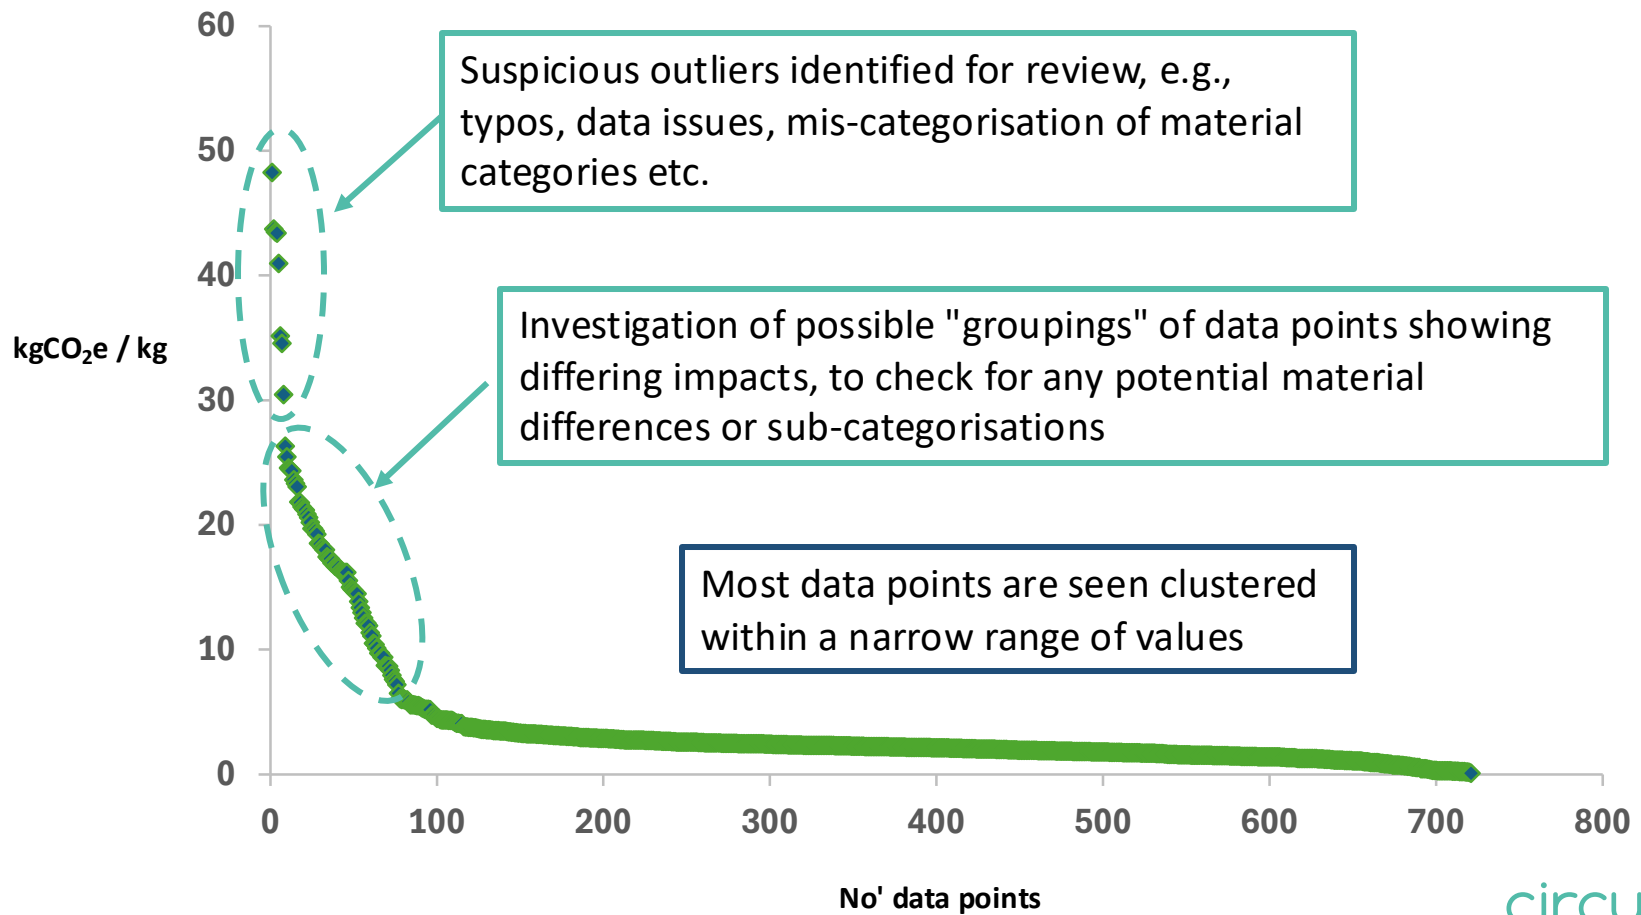 60
Suspicious outliers identified for review, e.g.,
typos, data issues, mis-categorisation of material
categories etc.
50
40
Investigation of possible "groupings" of data points showing
differing impacts, to check for any potential material
differences or sub-categorisations
kgCO₂e / kg
30
20
Most data points are seen clustered
within a narrow range of values
10
0
0 100 200 300 400 500 600 700 800
No' data points
circu